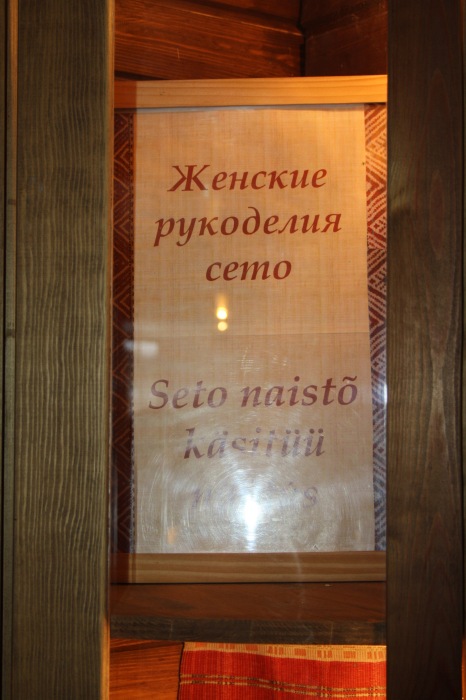 Женские
рукоделия
сето
Seto naistõ
käsitüü